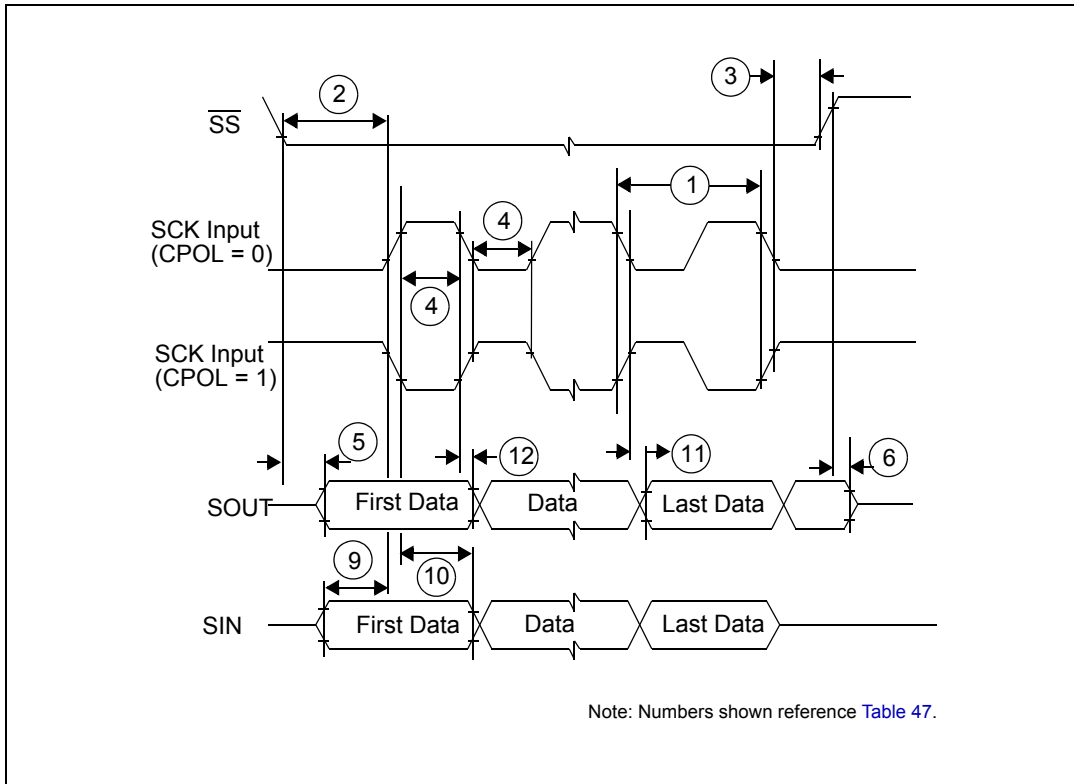 3
2
SS
1
SCK Input
(CPOL = 0)
4
4
SCK Input
(CPOL = 1)
5
12
11
6
SOUT
First Data
Data
Last Data
9
10
SIN
First Data
Data
Last Data
Note: Numbers shown reference Table 47.